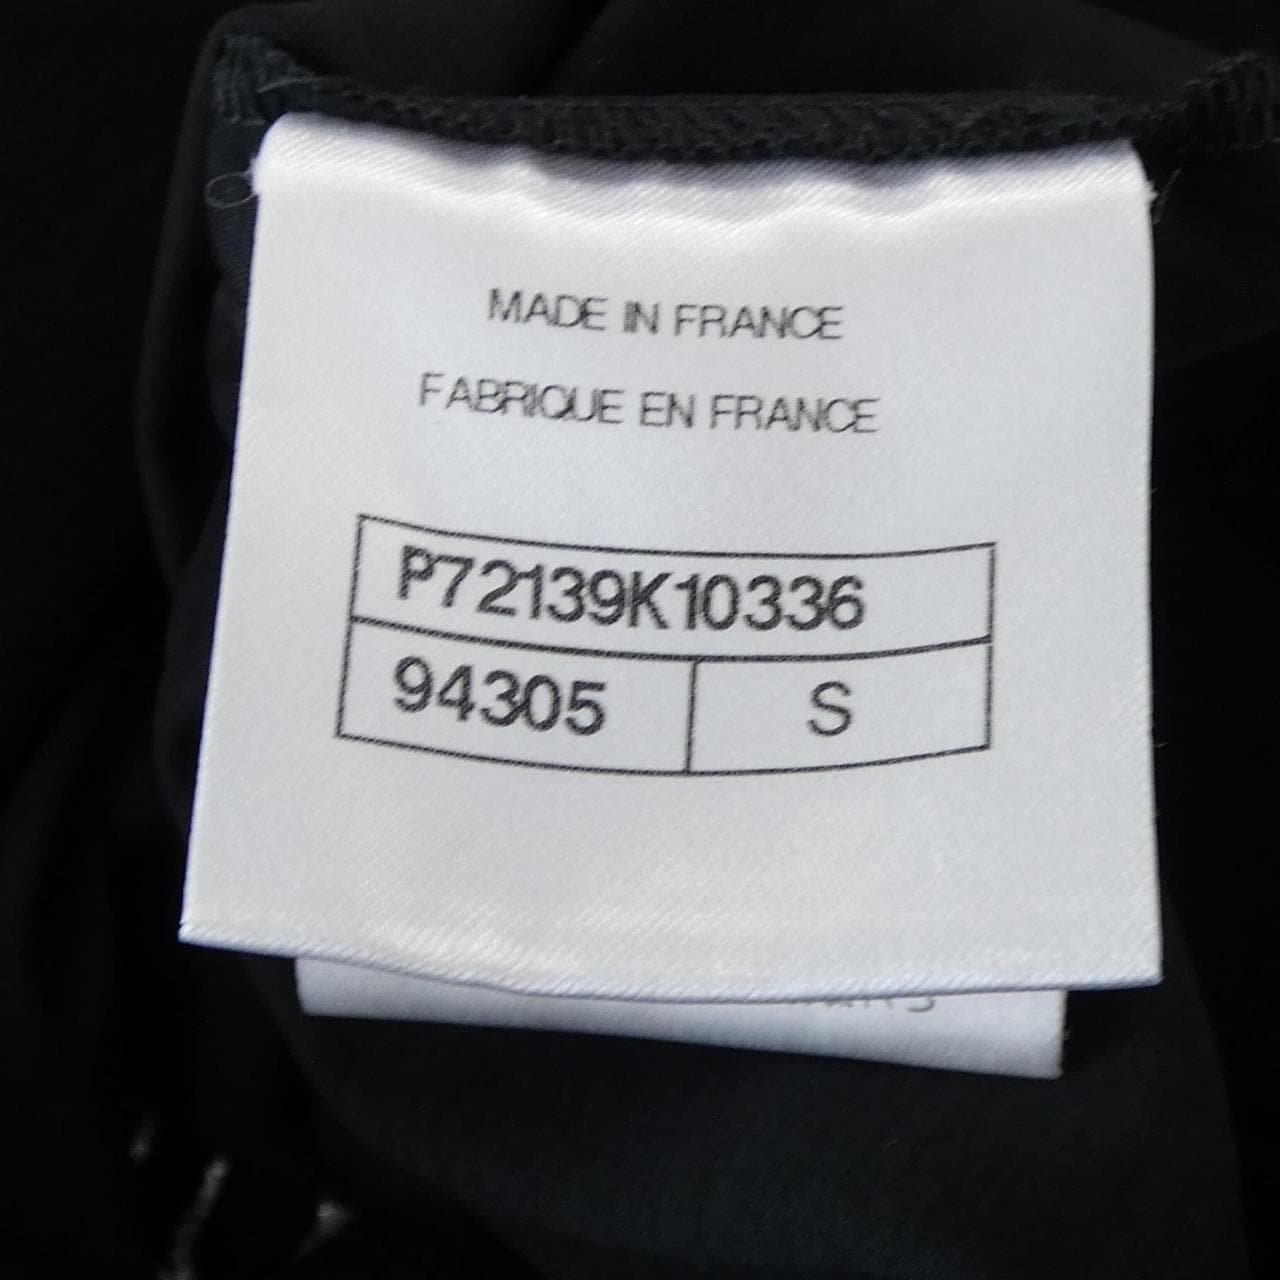 MADE IN FRANCE
FABRIQUE EN FRANCE
P72139K10336
94305 S